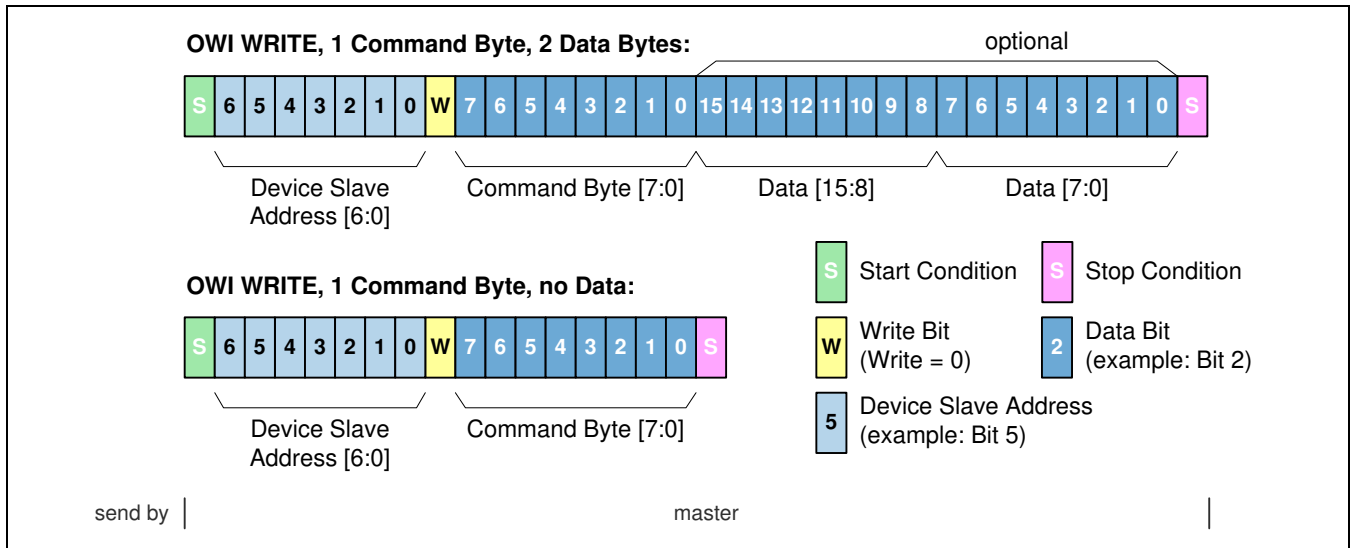 OWI WRITE, 1 Command Byte, 2 Data Bytes:
optional
S 6 5 4 3 2 1 0 W 7 6 5 4 3 2 1 0 15 14 13 12 11 10 9 8 7 6 5 4 3 2 1 0 S
Device Slave
Address [6:0]
Command Byte [7:0]
Data [15:8]
Data [7:0]
S Start Condition
S Stop Condition
OWI WRITE, 1 Command Byte, no Data:
S 6 5 4 3 2 1 0 W 7 6 5 4 3 2 1 0 S
W Write Bit
(Write = 0)
2 Data Bit
(example: Bit 2)
Device Slave
Address [6:0]
Command Byte [7:0]
5 Device Slave Address
(example: Bit 5)
send by
master